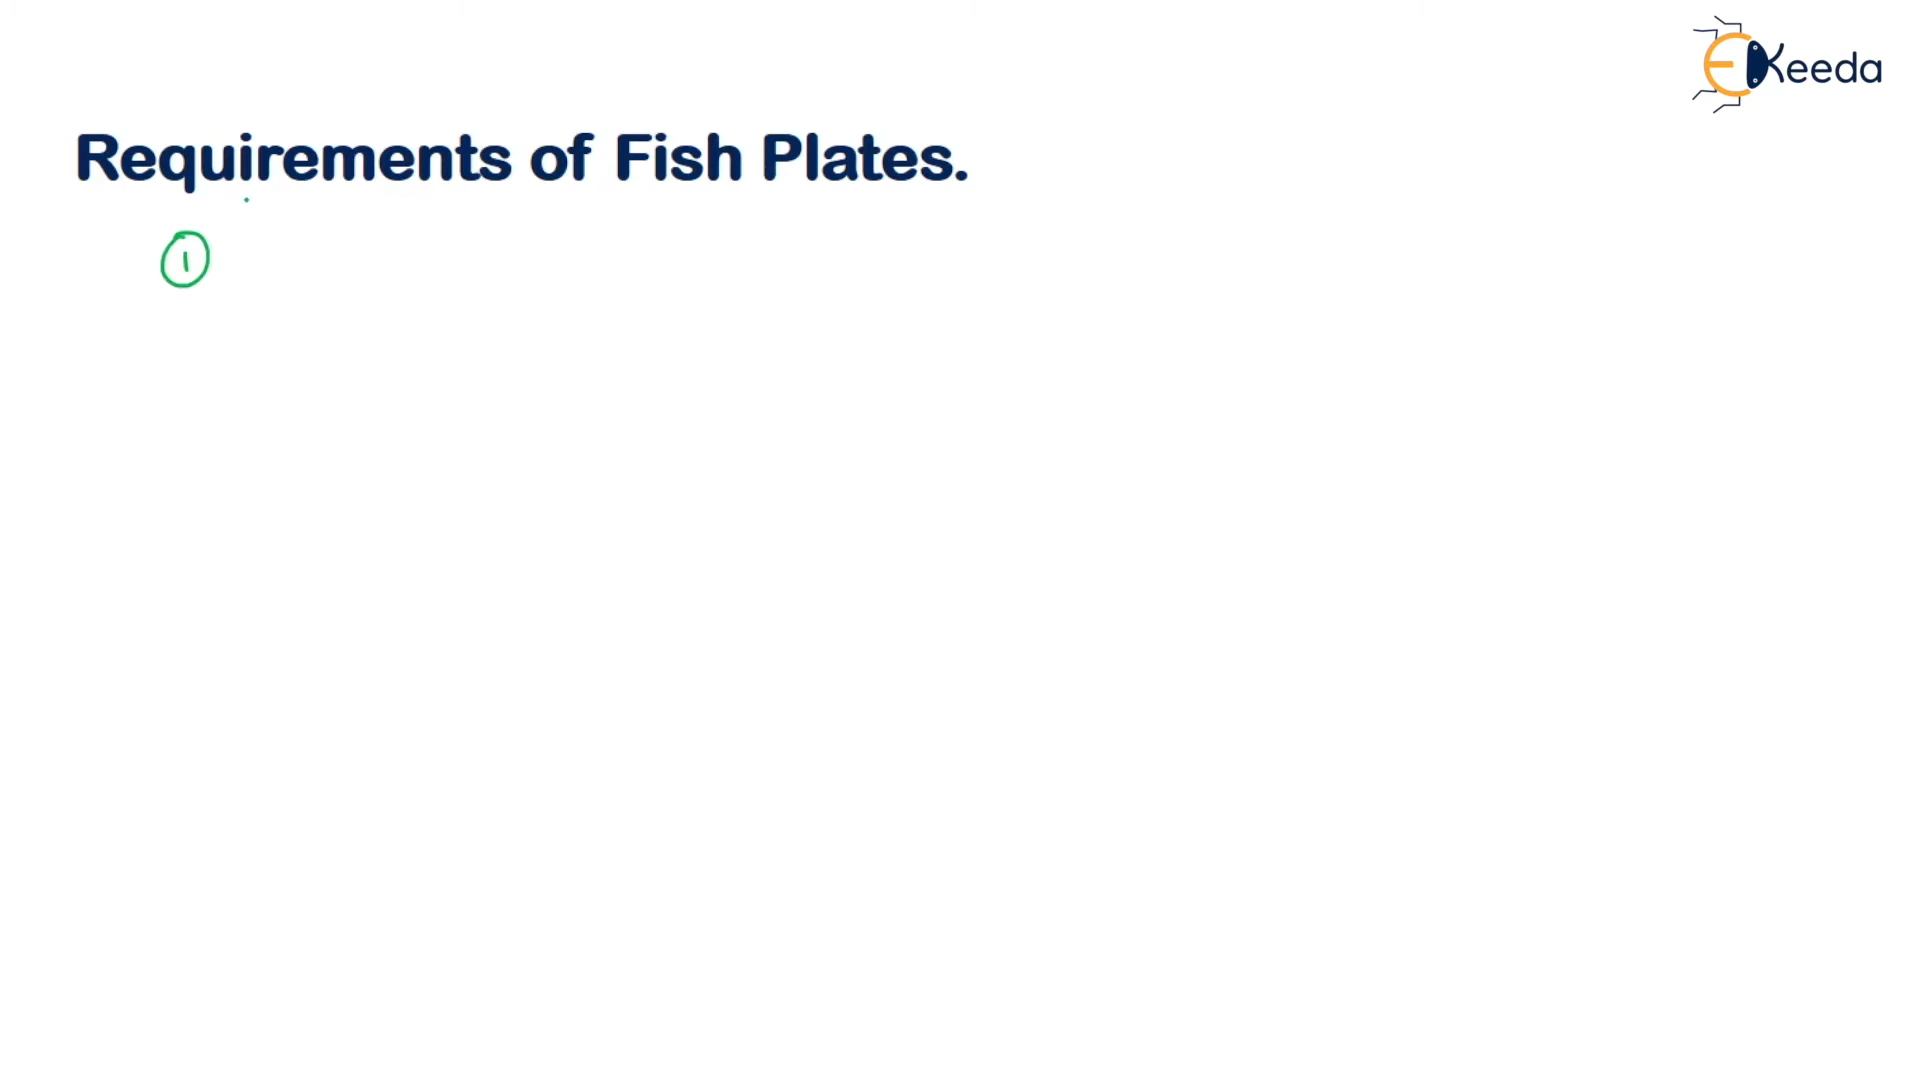 EKeeda
Requirements of Fish Plates.
1